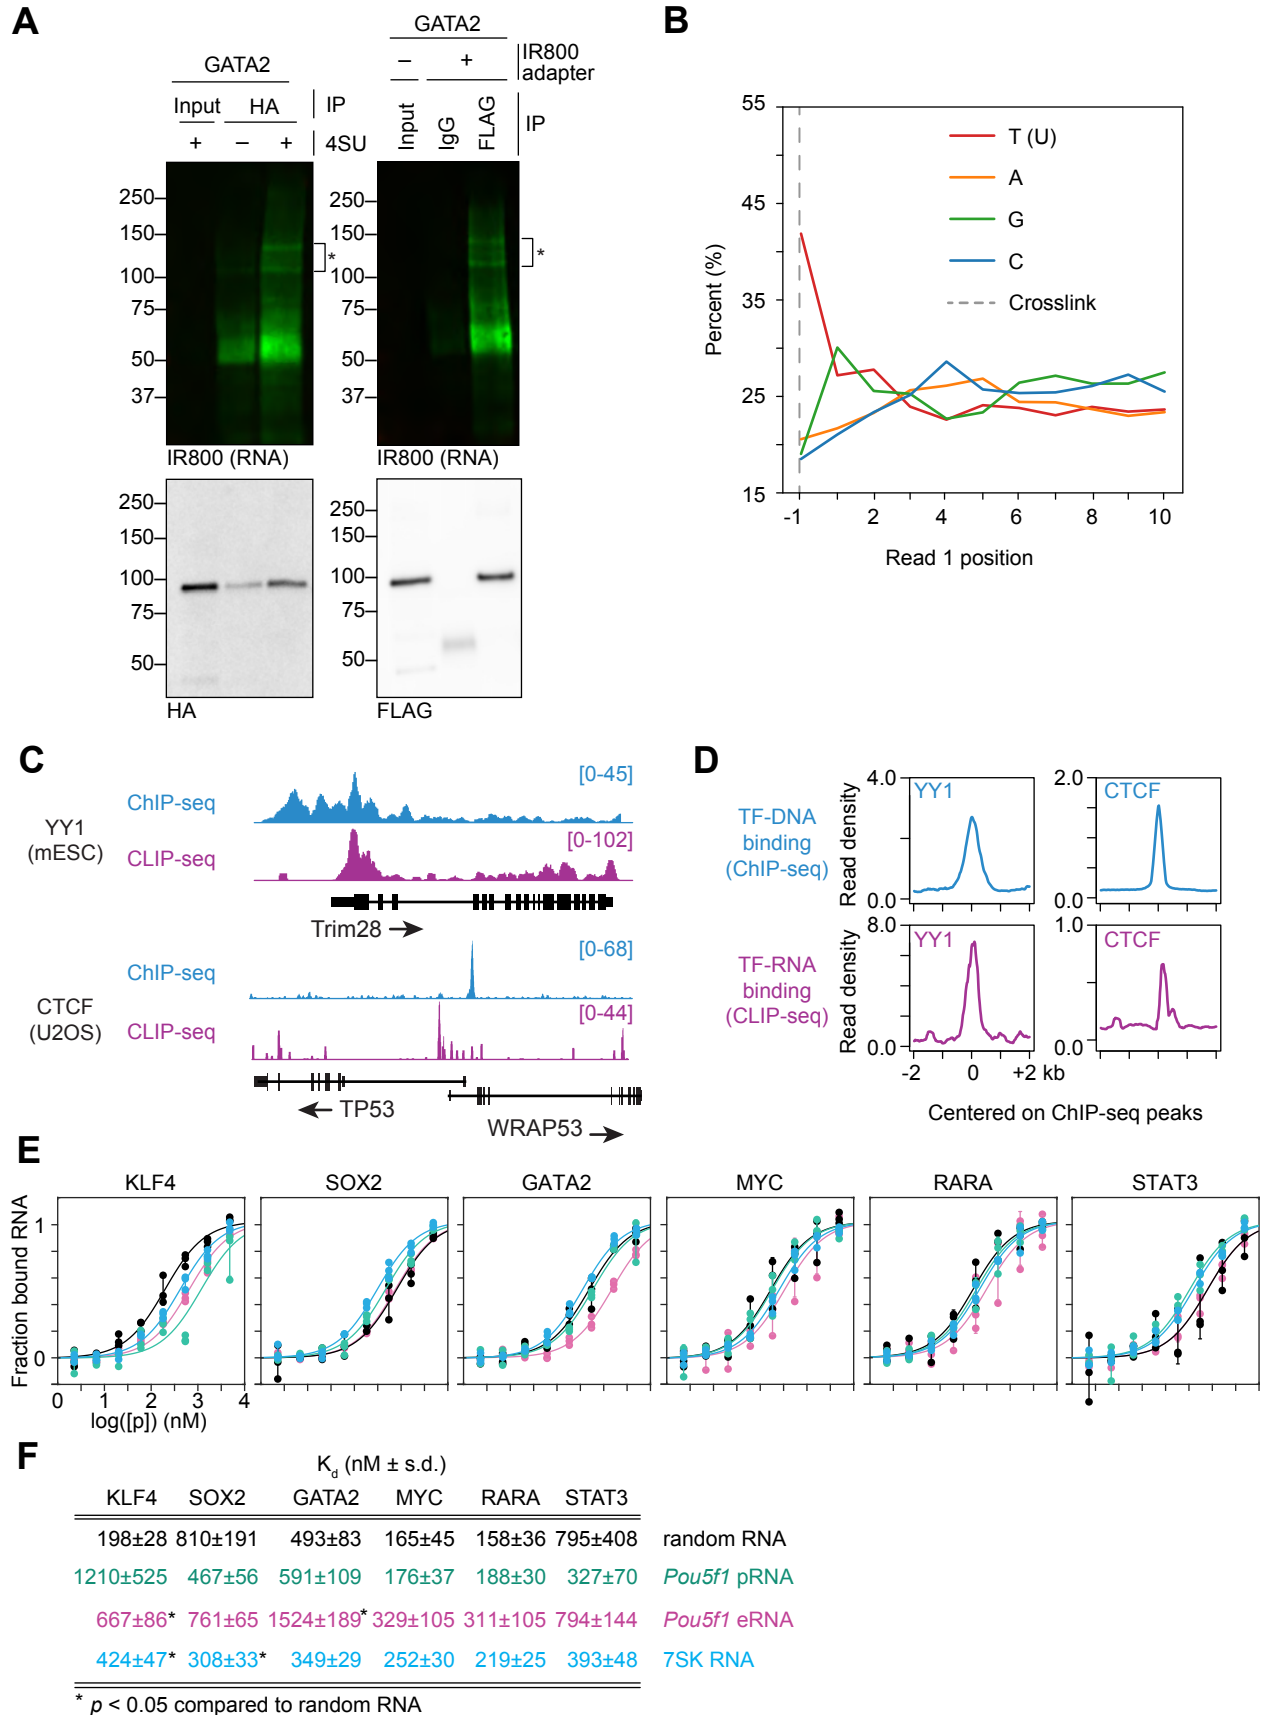 A
GATA2
Input HA IP
+ – + 4SU
250
150
100
75
50
37
*
IR800 (RNA)
250
150
100
75
50
HA
GATA2
– + IR800 adapter
Input IgG FLAG IP
250
150
100
75
50
37
*
IR800 (RNA)
250
150
100
75
50
FLAG
B
55
45
35
25
15
Percent (%)
T (U)
A
G
C
Crosslink
-1 2 4 6 8 10
Read 1 position
C
YY1
(mESC)
ChIP-seq [0-45]
CLIP-seq [0-102]
Trim28
CTCF
(U2OS)
ChIP-seq [0-68]
CLIP-seq [0-44]
TP53
WRAP53
D
TF-DNA
binding
(ChIP-seq)
Read density
4.0
0.0
YY1
2.0
0.0
CTCF
TF-RNA
binding
(CLIP-seq)
Read density
8.0
0.0
YY1
1.0
0.0
CTCF
-2 0 +2 kb
Centered on ChIP-seq peaks
E
KLF4 SOX2 GATA2 MYC RARA STAT3
Fraction bound RNA
1
0
0 1 2 3 4
log([p]) (nM)
F
Kd (nM ± s.d.)
KLF4 SOX2 GATA2 MYC RARA STAT3
198±28 810±191 493±83 165±45 158±36 795±408 random RNA
1210±525 467±56 591±109 176±37 188±30 327±70 Pou5f1 pRNA
667±86* 761±65 1524±189* 329±105 311±105 794±144 Pou5f1 eRNA
424±47* 308±33* 349±29 252±30 219±25 393±48 7SK RNA
* p < 0.05 compared to random RNA